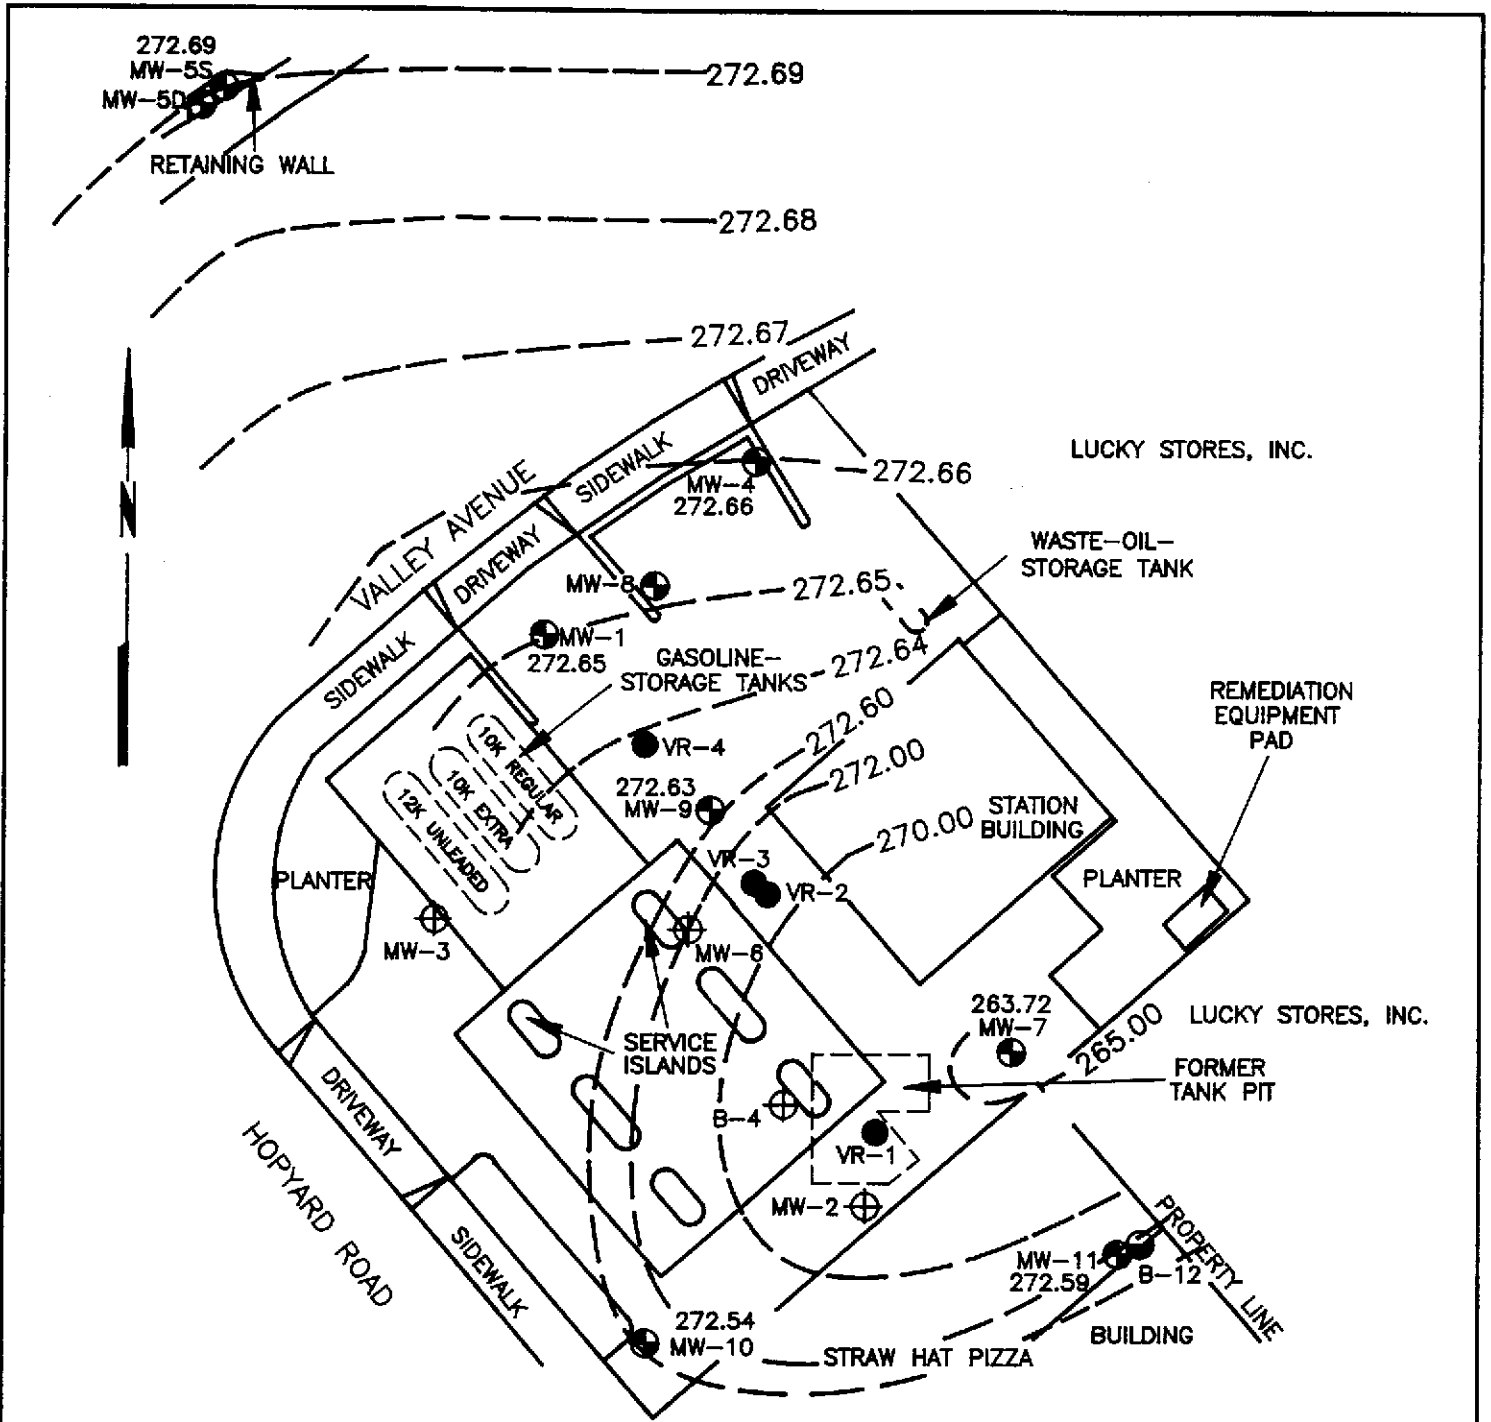 272.69
MW-5S
MW-5D
272.69
RETAINING WALL
272.68
272.67
DRIVEWAY
LUCKY STORES, INC.
SIDEWALK
272.66
MW-4
272.66
VALLEY AVENUE
N
WASTE-OIL-
STORAGE TANK
DRIVEWAY
MW-8
272.65
MW-1
272.65
SIDEWALK
GASOLINE-
STORAGE TANKS
272.64
REMEDIATION
EQUIPMENT
PAD
272.60
10K REGULAR
VR-4
272.00
10K EXTRA
272.63
MW-9
12K UNLEADED
STATION
BUILDING
270.00
VR-3
PLANTER
VR-2
PLANTER
MW-3
MW-6
263.72
MW-7
LUCKY STORES, INC.
265.00
SERVICE
ISLANDS
FORMER
TANK PIT
DRIVEWAY
B-4
VR-1
HOPYARD ROAD
MW-2
SIDEWALK
PROPERTY LINE
MW-11
272.59
B-12
272.54
MW-10
BUILDING
STRAW HAT PIZZA